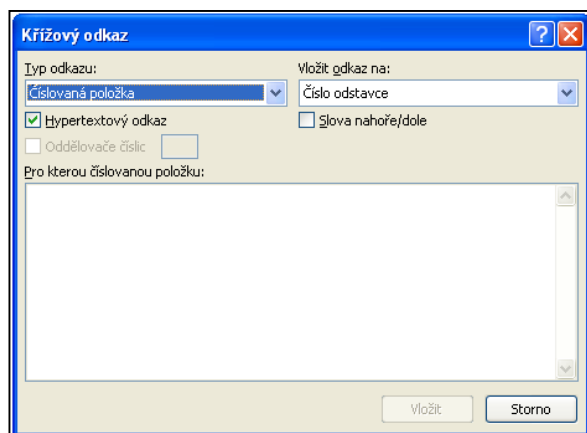 Křížový odkaz
Typ odkazu:
Vložit odkaz na:
Číslovaná položka
Číslo odstavce
Hypertextový odkaz
Slova nahoře/dole
Oddělovače číslic
Pro kterou číslovanou položku:
Vložit
Storno